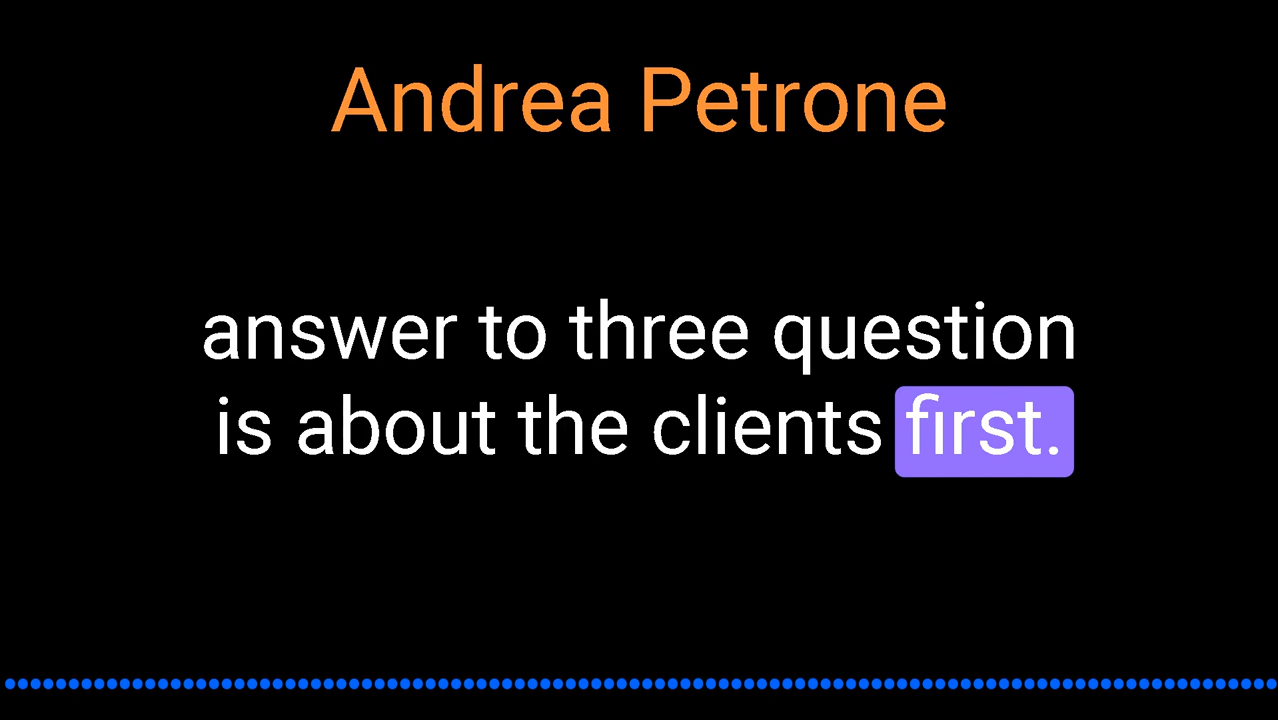 Andrea Petrone
answer to three question
is about the clients first.